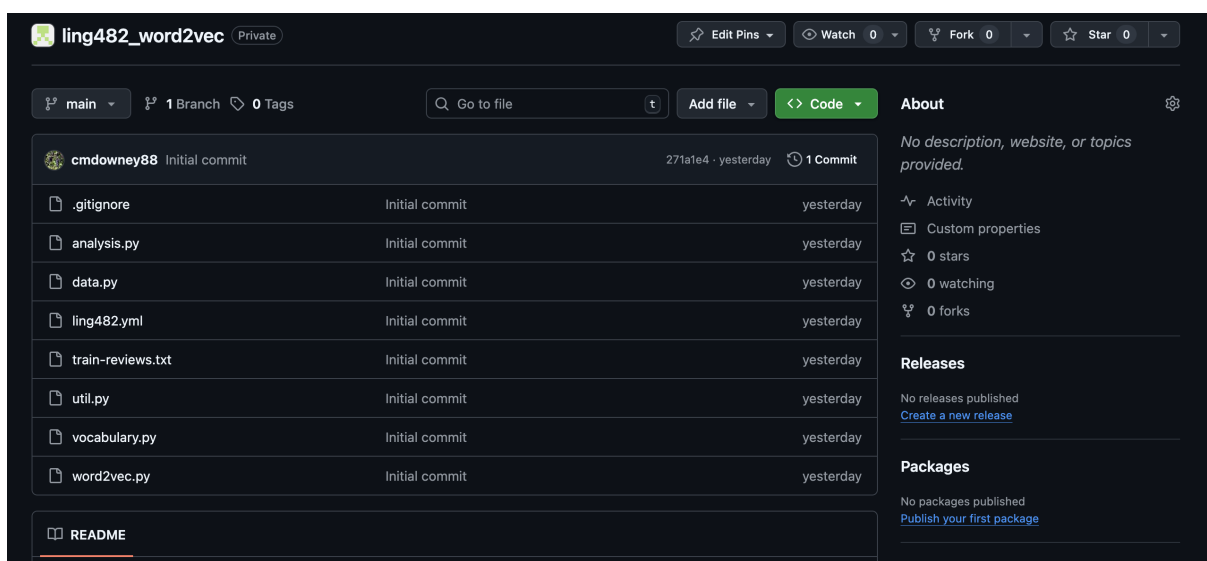 ling482_word2vec Private Edit Pins Watch 0 Fork 0 Star 0
main 1 Branch 0 Tags Go to file t Add file <> Code
cmdowney88 Initial commit 271a1e4 · yesterday 1 Commit
.gitignore Initial commit yesterday
analysis.py Initial commit yesterday
data.py Initial commit yesterday
ling482.yml Initial commit yesterday
train-reviews.txt Initial commit yesterday
util.py Initial commit yesterday
vocabulary.py Initial commit yesterday
word2vec.py Initial commit yesterday
README
About
No description, website, or topics
provided.
Activity
Custom properties
0 stars
0 watching
0 forks
Releases
No releases published
Create a new release
Packages
No packages published
Publish your first package